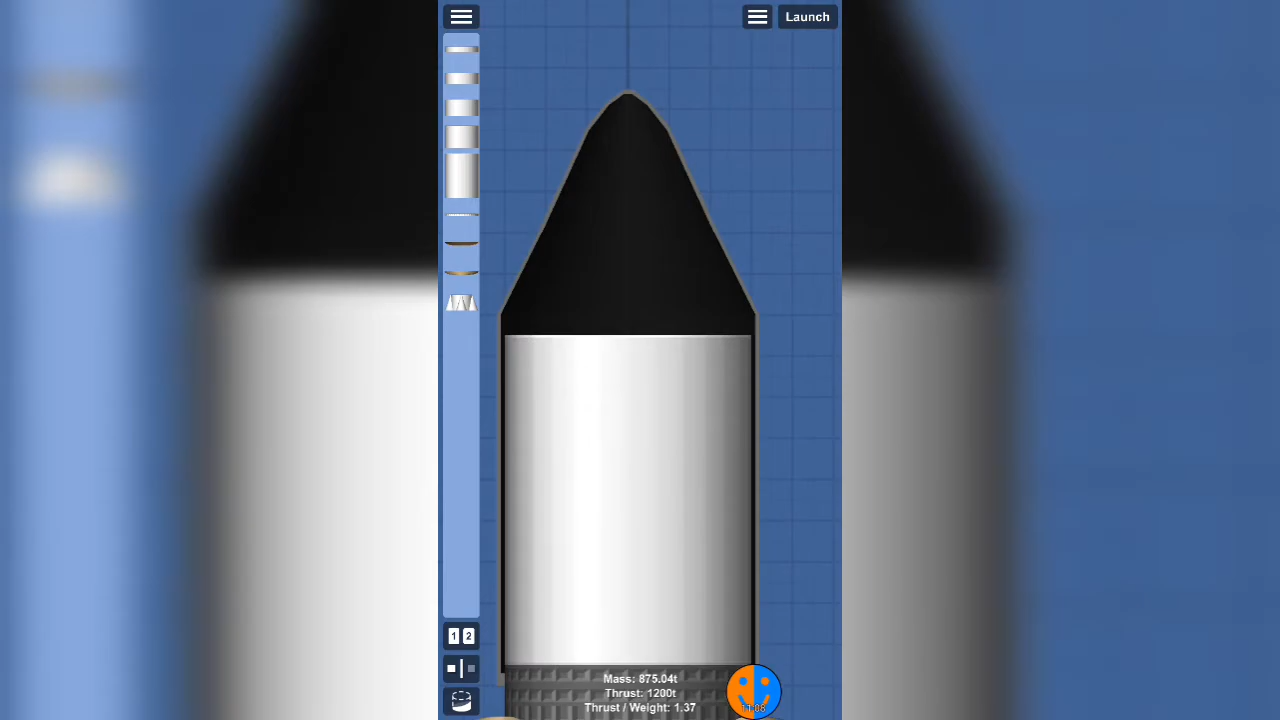 Launch
1 2
Mass: 875.04t
Thrust: 1200t
Thrust / Weight: 1.37